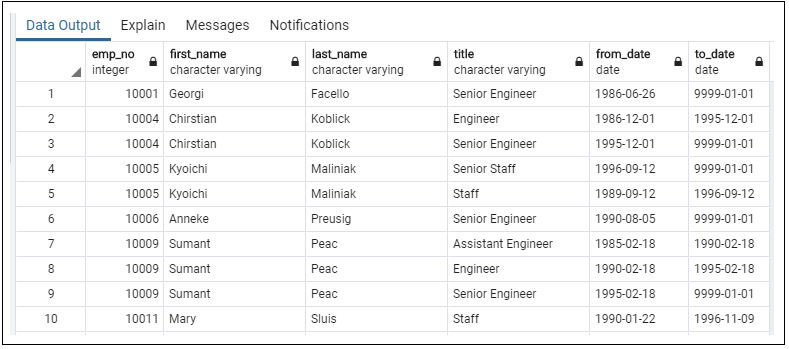 Data Output Explain Messages Notifications
emp_no first_name last_name title from_date to_date
integer character varying character varying character varying date date
1 10001 Georgi Facello Senior Engineer 1986-06-26 9999-01-01
2 10004 Chirstian Koblick Engineer 1986-12-01 1995-12-01
3 10004 Chirstian Koblick Senior Engineer 1995-12-01 9999-01-01
4 10005 Kyoichi Maliniak Senior Staff 1996-09-12 9999-01-01
5 10005 Kyoichi Maliniak Staff 1989-09-12 1996-09-12
6 10006 Anneke Preusig Senior Engineer 1990-08-05 9999-01-01
7 10009 Sumant Peac Assistant Engineer 1985-02-18 1990-02-18
8 10009 Sumant Peac Engineer 1990-02-18 1995-02-18
9 10009 Sumant Peac Senior Engineer 1995-02-18 9999-01-01
10 10011 Mary Sluis Staff 1990-01-22 1996-11-09